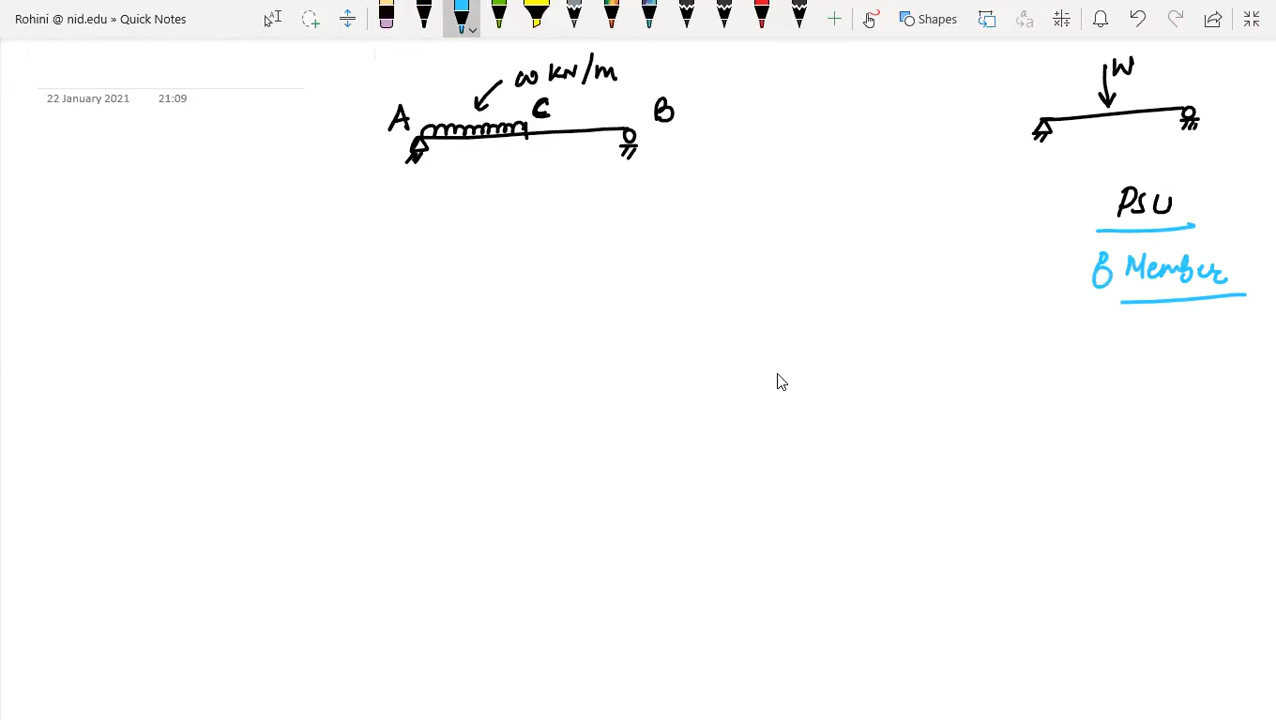 Rohini @ nid.edu » Quick Notes
Shapes
22 January 2021 21:09
ω KN/m
A
C
B
W
PSU
β Member